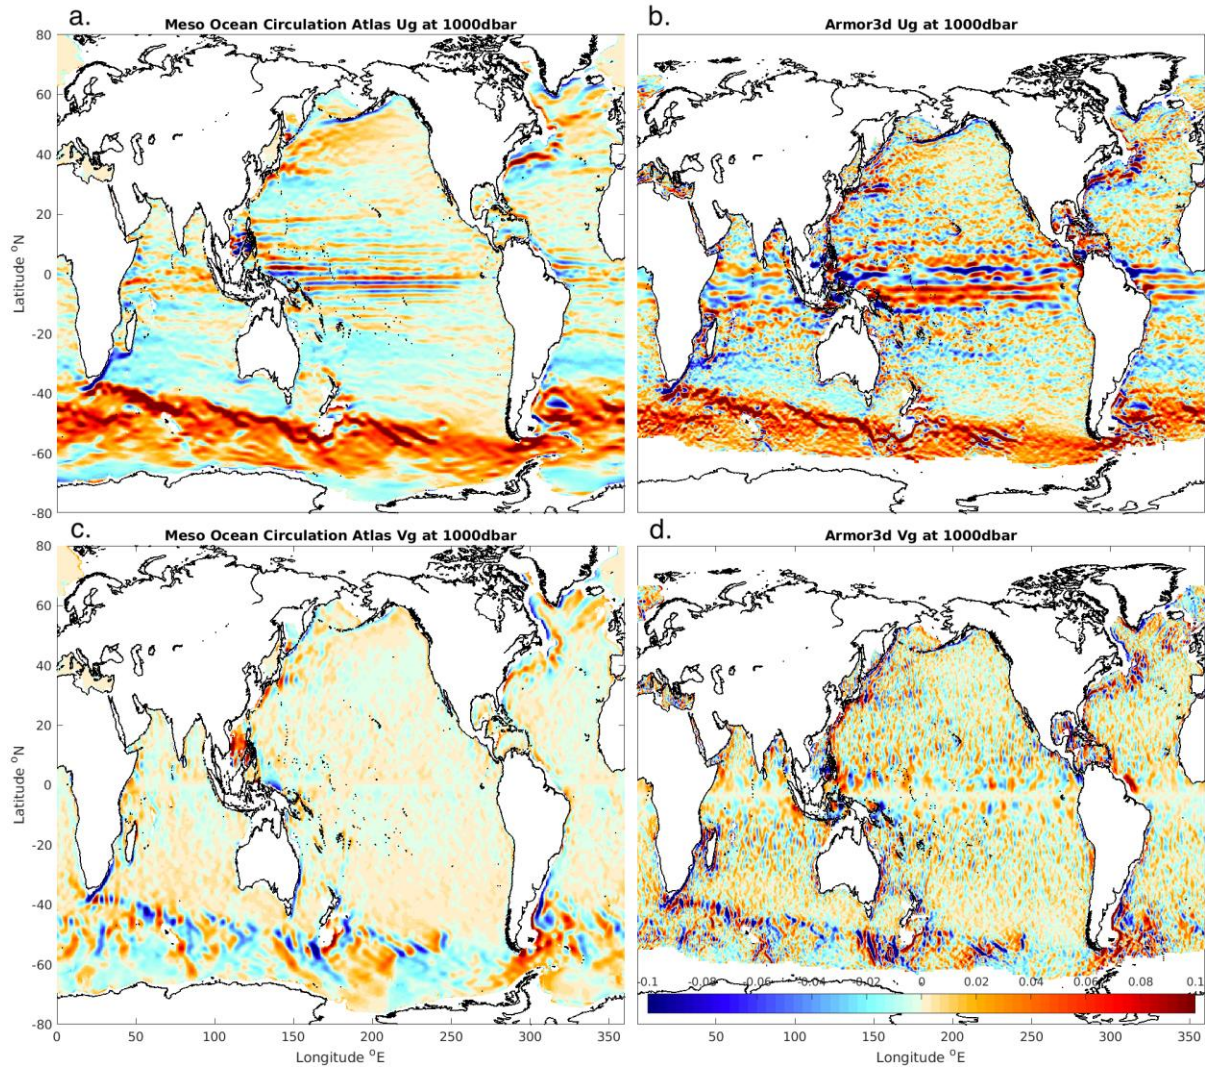 a.
Meso Ocean Circulation Atlas Ug at 1000dbar
b.
Armor3d Ug at 1000dbar
80
60
40
20
0
-20
-40
-60
-80
Latitude °N
c.
Meso Ocean Circulation Atlas Vg at 1000dbar
d.
Armor3d Vg at 1000dbar
80
60
40
20
0
-20
-40
-60
-80
Latitude °N
-0.1 -0.08 -0.06 -0.04 -0.02 0 0.02 0.04 0.06 0.08 0.1
0 50 100 150 200 250 300 350
50 100 150 200 250 300 350
Longitude °E
Longitude °E